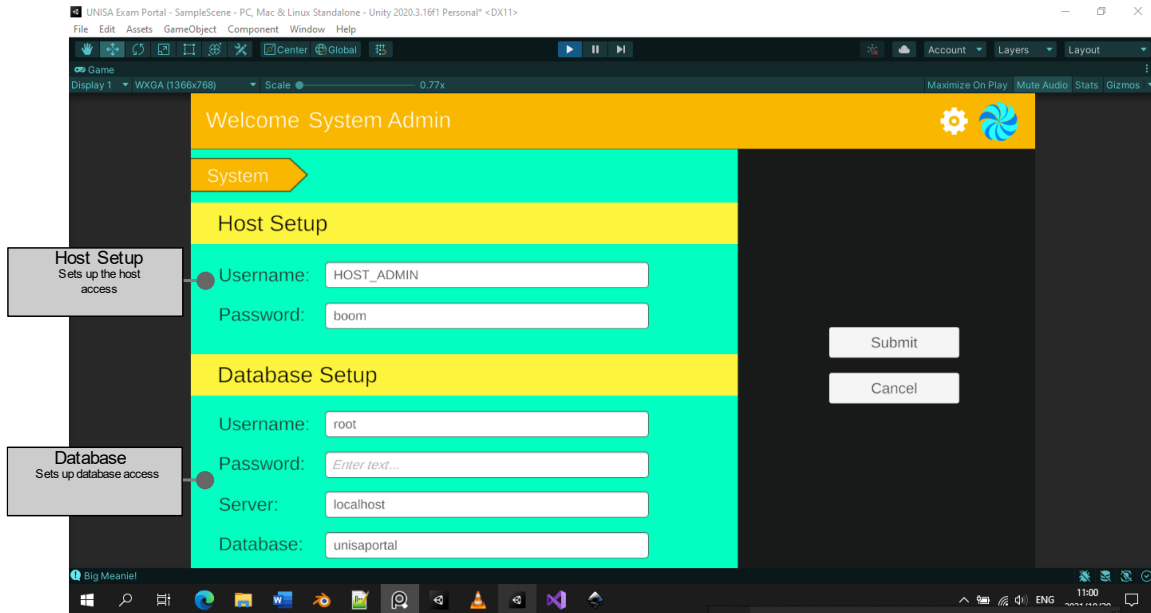 UNISA Exam Portal - SampleScene - PC, Mac & Linux Standalone - Unity 2020.3.16f1 Personal* <DX11>
File Edit Assets GameObject Component Window Help
Center Global Account Layers Layout
Game
Display 1 WXGA (1366x768) Scale 0.77x Maximize On Play Mute Audio Stats Gizmos
Welcome System Admin
System
Host Setup
Host Setup
Sets up the host
access
Username: HOST_ADMIN
Password: boom
Submit
Database Setup
Cancel
Username: root
Database
Sets up database access
Password: Enter text...
Server: localhost
Database: unisaportal
Big Meanie!
ENG 11:00